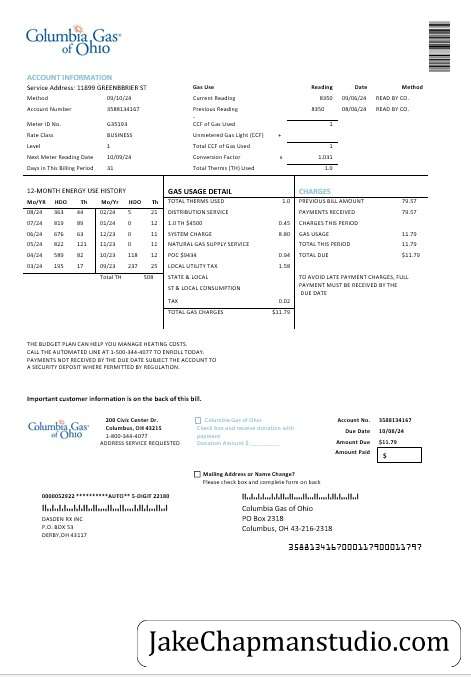 Columbia Gas®
of Ohio
ACCOUNT INFORMATION
Service Address: 11899 GREENBBRIER ST
Method 09/10/24
Account Number 3588134167
Meter ID No. G35193
Rate Class BUSINESS
Level 1
Next Meter Reading Date 10/09/24
Days in This Billing Period 31
Gas Use Reading Date Method
Current Reading 8350 09/06/24 READ BY CO.
Previous Reading 8350 08/06/24 READ BY CO.
-
CCF of Gas Used 1
Unmetered Gas Light (CCF) +
Total CCF of Gas Used 1
Conversion Factor x 1.031
Total Therms (TH) Used 1.0
12-MONTH ENERGY USE HISTORY
Mo/YR HDO Th Mo/Yr HDO Th
08/24 363 84 02/24 5 21
07/24 819 89 01/24 0 12
06/24 676 63 12/23 0 11
05/24 822 121 11/23 0 11
04/24 589 82 10/23 118 12
03/24 195 17 09/23 237 25
Total TH 508
GAS USAGE DETAIL
TOTAL THERMS USED 1.0
DISTRIBUTION SERVICE
1.0 TH $4500 0.45
SYSTEM CHARGE 8.80
NATURAL GAS SUPPLY SERVICE
POC $9434 0.94
LOCAL UTILITY TAX 1.58
STATE & LOCAL
ST & LOCAL CONSUMPTION
TAX 0.02
TOTAL GAS CHARGES $11.79
CHARGES
PREVIOUS BILL AMOUNT 79.57
PAYMENTS RECEIVED 79.57
CHARGES THIS PERIOD
GAS USAGE 11.79
TOTAL DUE $11.79
TO AVOID LATE PAYMENT CHARGES, FULL
PAYMENT MUST BE RECEIVED BY THE
DUE DATE
THE BUDGET PLAN CAN HELP YOU MANAGE HEATING COSTS.
CALL THE AUTOMATED LINE AT 1-500-344-4077 TO ENROLL TODAY.
PAYMENTS NOT RECEIVED BY THE DUE DATE SUBJECT THE ACCOUNT TO
A SECURITY DEPOSIT WHERE PERMITTED BY REGULATION.
Important customer information is on the back of this bill.
Columbia Gas®
of Ohio
200 Civic Center Dr.
Columbus, OH 43215
1-800-344-4077
ADDRESS SERVICE REQUESTED
Columbia Gas of Ohio
Check box and receive donation with
payment
Donation Amount $
Account No. 3588134167
Due Date 10/08/24
Amount Due $11.79
Amount Paid $
Mailing Address or Name Change?
Please check box and complete form on back
0000052922 **********AUTO** 5-DIGIT 22180
DASDEN RX INC
P.O. BOX 53
DERBY,OH 43117
Columbia Gas of Ohio
PO Box 2318
Columbus, OH 43-216-2318
35881341670001179000011797
JakeChapmanstudio.com